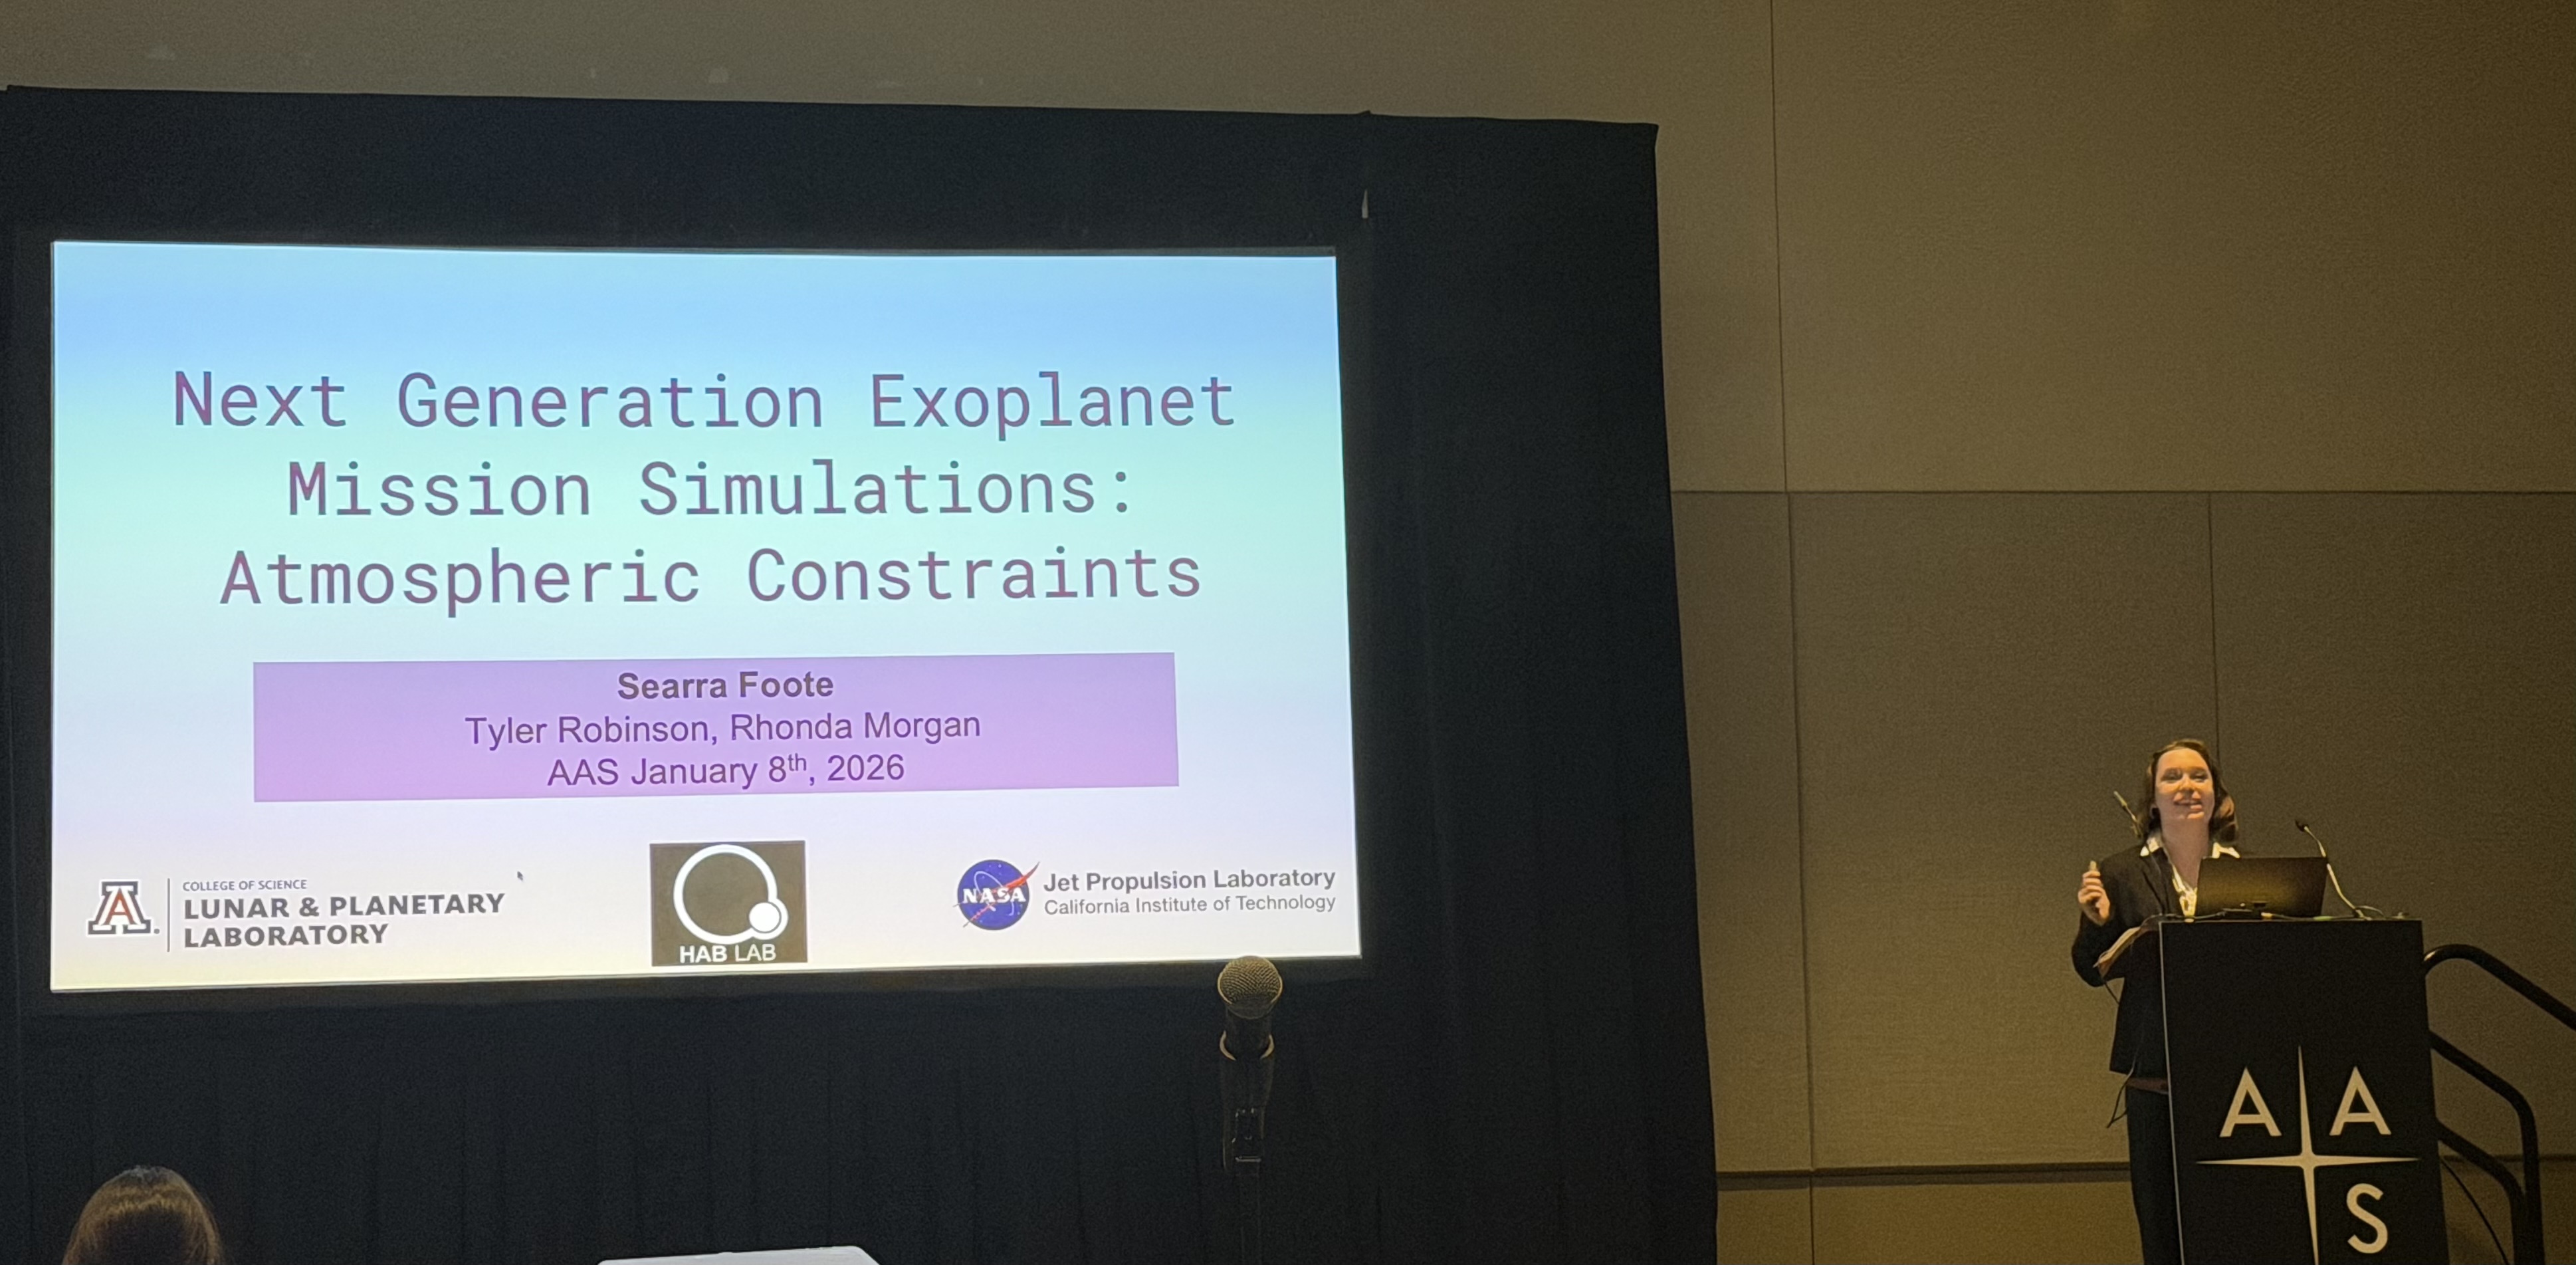 Next Generation Exoplanet
Mission Simulations:
Atmospheric Constraints
Searra Foote
Tyler Robinson, Rhonda Morgan
AAS January 8th, 2026
A
COLLEGE OF SCIENCE
LUNAR & PLANETARY
LABORATORY
HAB LAB
NASA
Jet Propulsion Laboratory
California Institute of Technology
A A
S